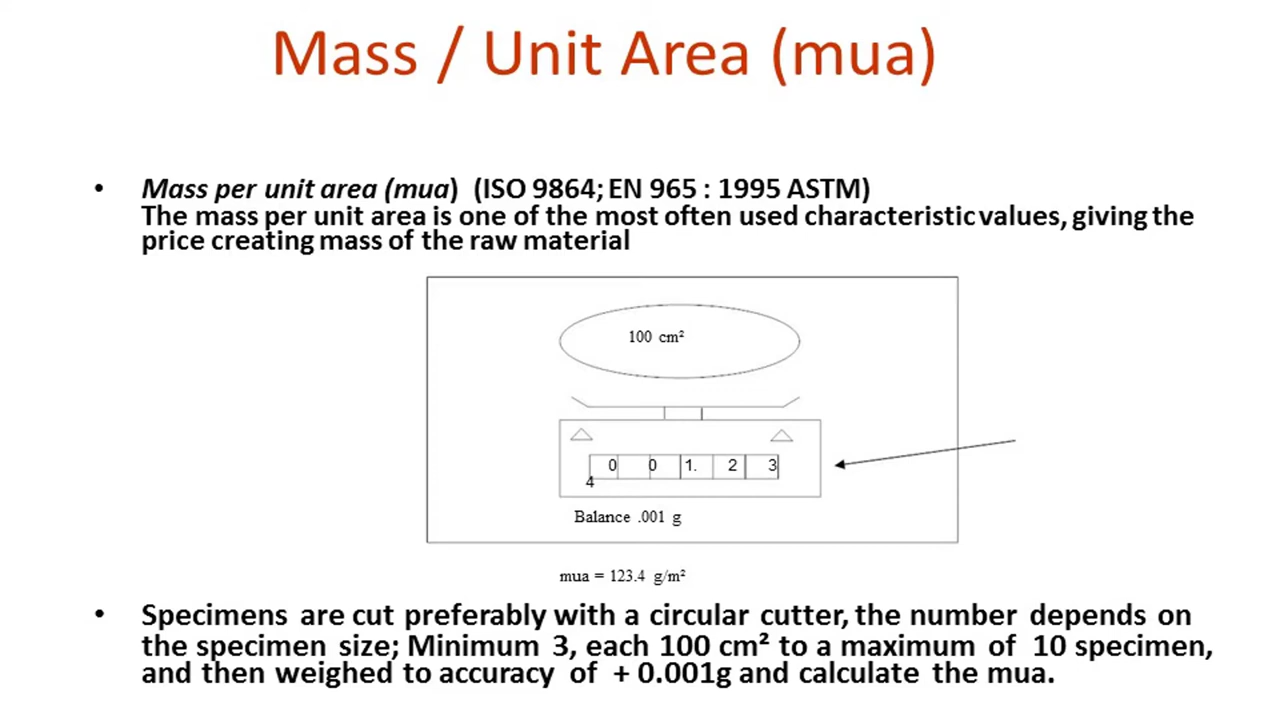 Mass / Unit Area (mua)
• Mass per unit area (mua) (ISO 9864; EN 965 : 1995 ASTM)
The mass per unit area is one of the most often used characteristic values, giving the
price creating mass of the raw material
100 cm²
0 0 1. 2 3
4
Balance .001 g
mua = 123.4 g/m²
• Specimens are cut preferably with a circular cutter, the number depends on
the specimen size; Minimum 3, each 100 cm² to a maximum of 10 specimen,
and then weighed to accuracy of + 0.001g and calculate the mua.